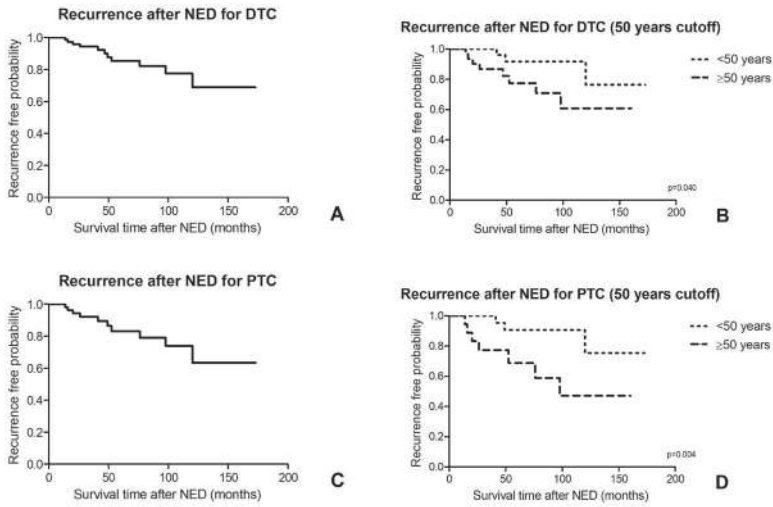 Recurrence after NED for DTC
Recurrence free probability
1.0
0.8
0.6
0.4
0.2
0.0
0 50 100 150 200
Survival time after NED (months)
A
Recurrence after NED for DTC (50 years cutoff)
Recurrence free probability
1.0
0.8
0.6
0.4
0.2
0.0
<50 years
≥50 years
p=0.040
0 50 100 150 200
Survival time after NED (months)
B
Recurrence after NED for PTC
Recurrence free probability
1.0
0.8
0.6
0.4
0.2
0.0
0 50 100 150 200
Survival time after NED (months)
C
Recurrence after NED for PTC (50 years cutoff)
Recurrence free probability
1.0
0.8
0.6
0.4
0.2
0.0
<50 years
≥50 years
p=0.004
0 50 100 150 200
Survival time after NED (months)
D